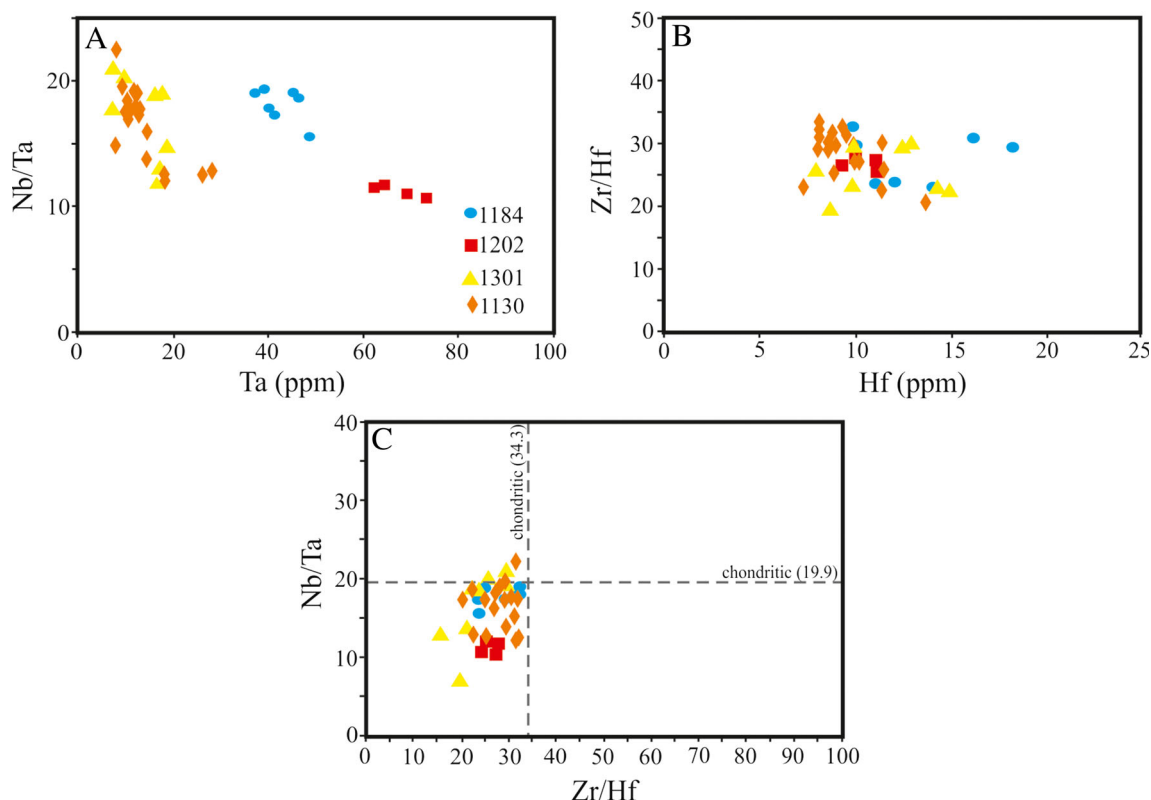 A
Nb/Ta
20
10
0
0 20 40 60 80 100
Ta (ppm)
1184
1202
1301
1130
B
Zr/Hf
50
40
30
20
10
0
0 5 10 15 20 25
Hf (ppm)
C
Nb/Ta
40
30
20
10
0
chondritic (34.3)
chondritic (19.9)
0 10 20 30 40 50 60 70 80 90 100
Zr/Hf